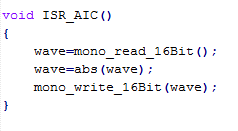 void ISR_AIC()
{
    wave=mono_read_16Bit();
    wave=abs(wave);
    mono_write_16Bit(wave);
}